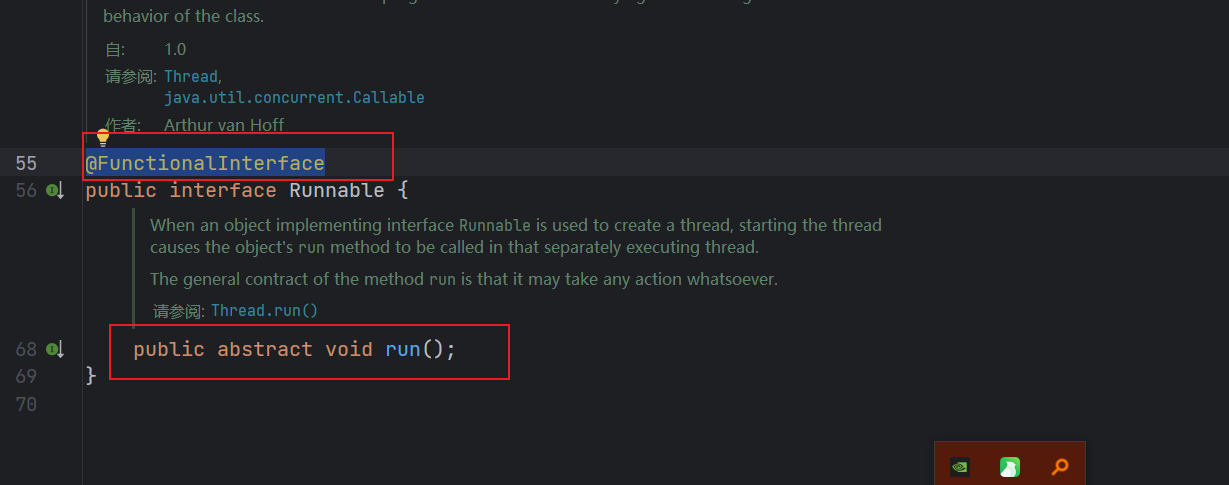 behavior of the class.
自: 1.0
请参阅: Thread,
java.util.concurrent.Callable
作者: Arthur van Hoff
55 @FunctionalInterface
56 public interface Runnable {
When an object implementing interface Runnable is used to create a thread, starting the thread
causes the object's run method to be called in that separately executing thread.
The general contract of the method run is that it may take any action whatsoever.
请参阅: Thread.run()
68 public abstract void run();
69 }
70